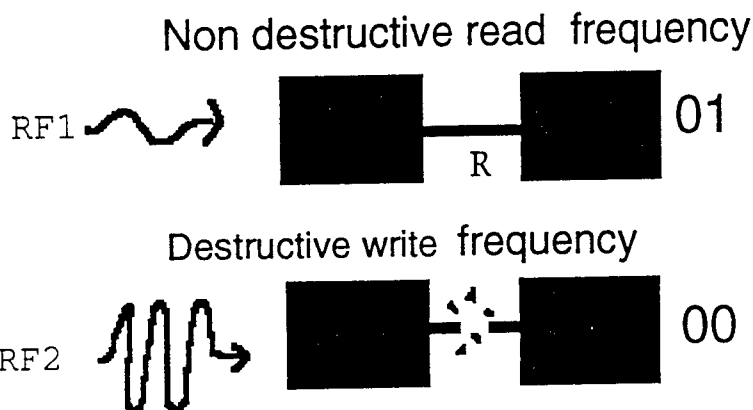 Non destructive read frequency
RF1 01
R
Destructive write frequency
RF2 00